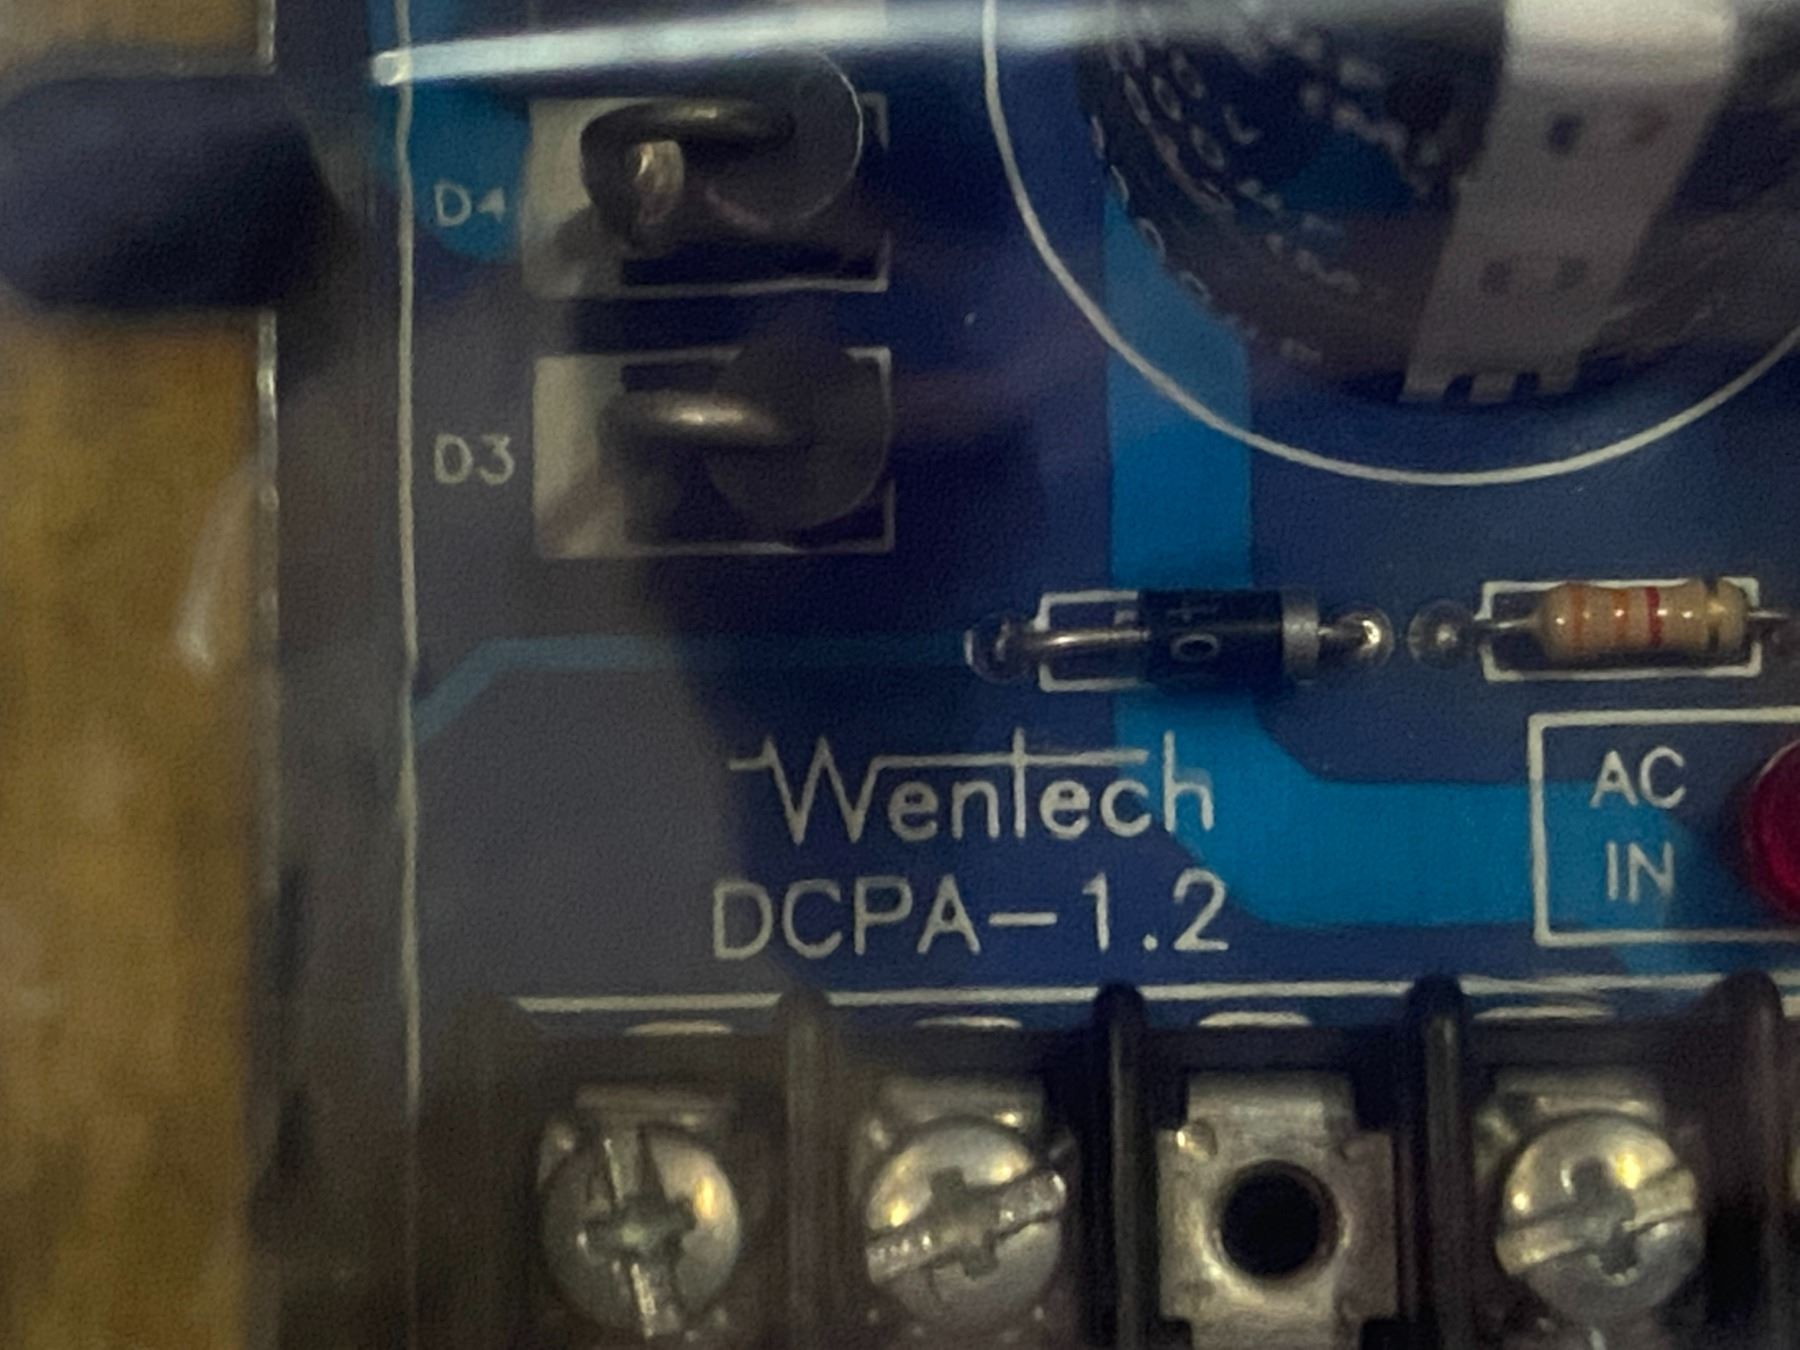 D4
D3
Wentech
DCPA-1.2
AC
IN